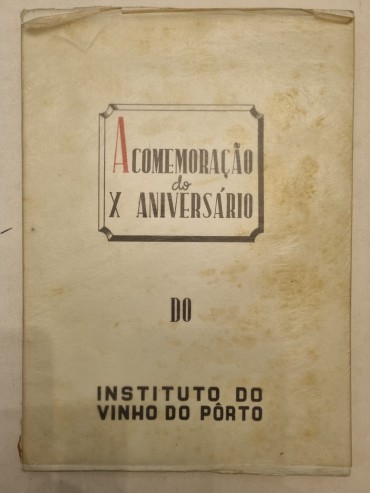 A COMEMORAÇÃO
do
X ANIVERSÁRIO
DO
INSTITUTO DO
VINHO DO PÔRTO